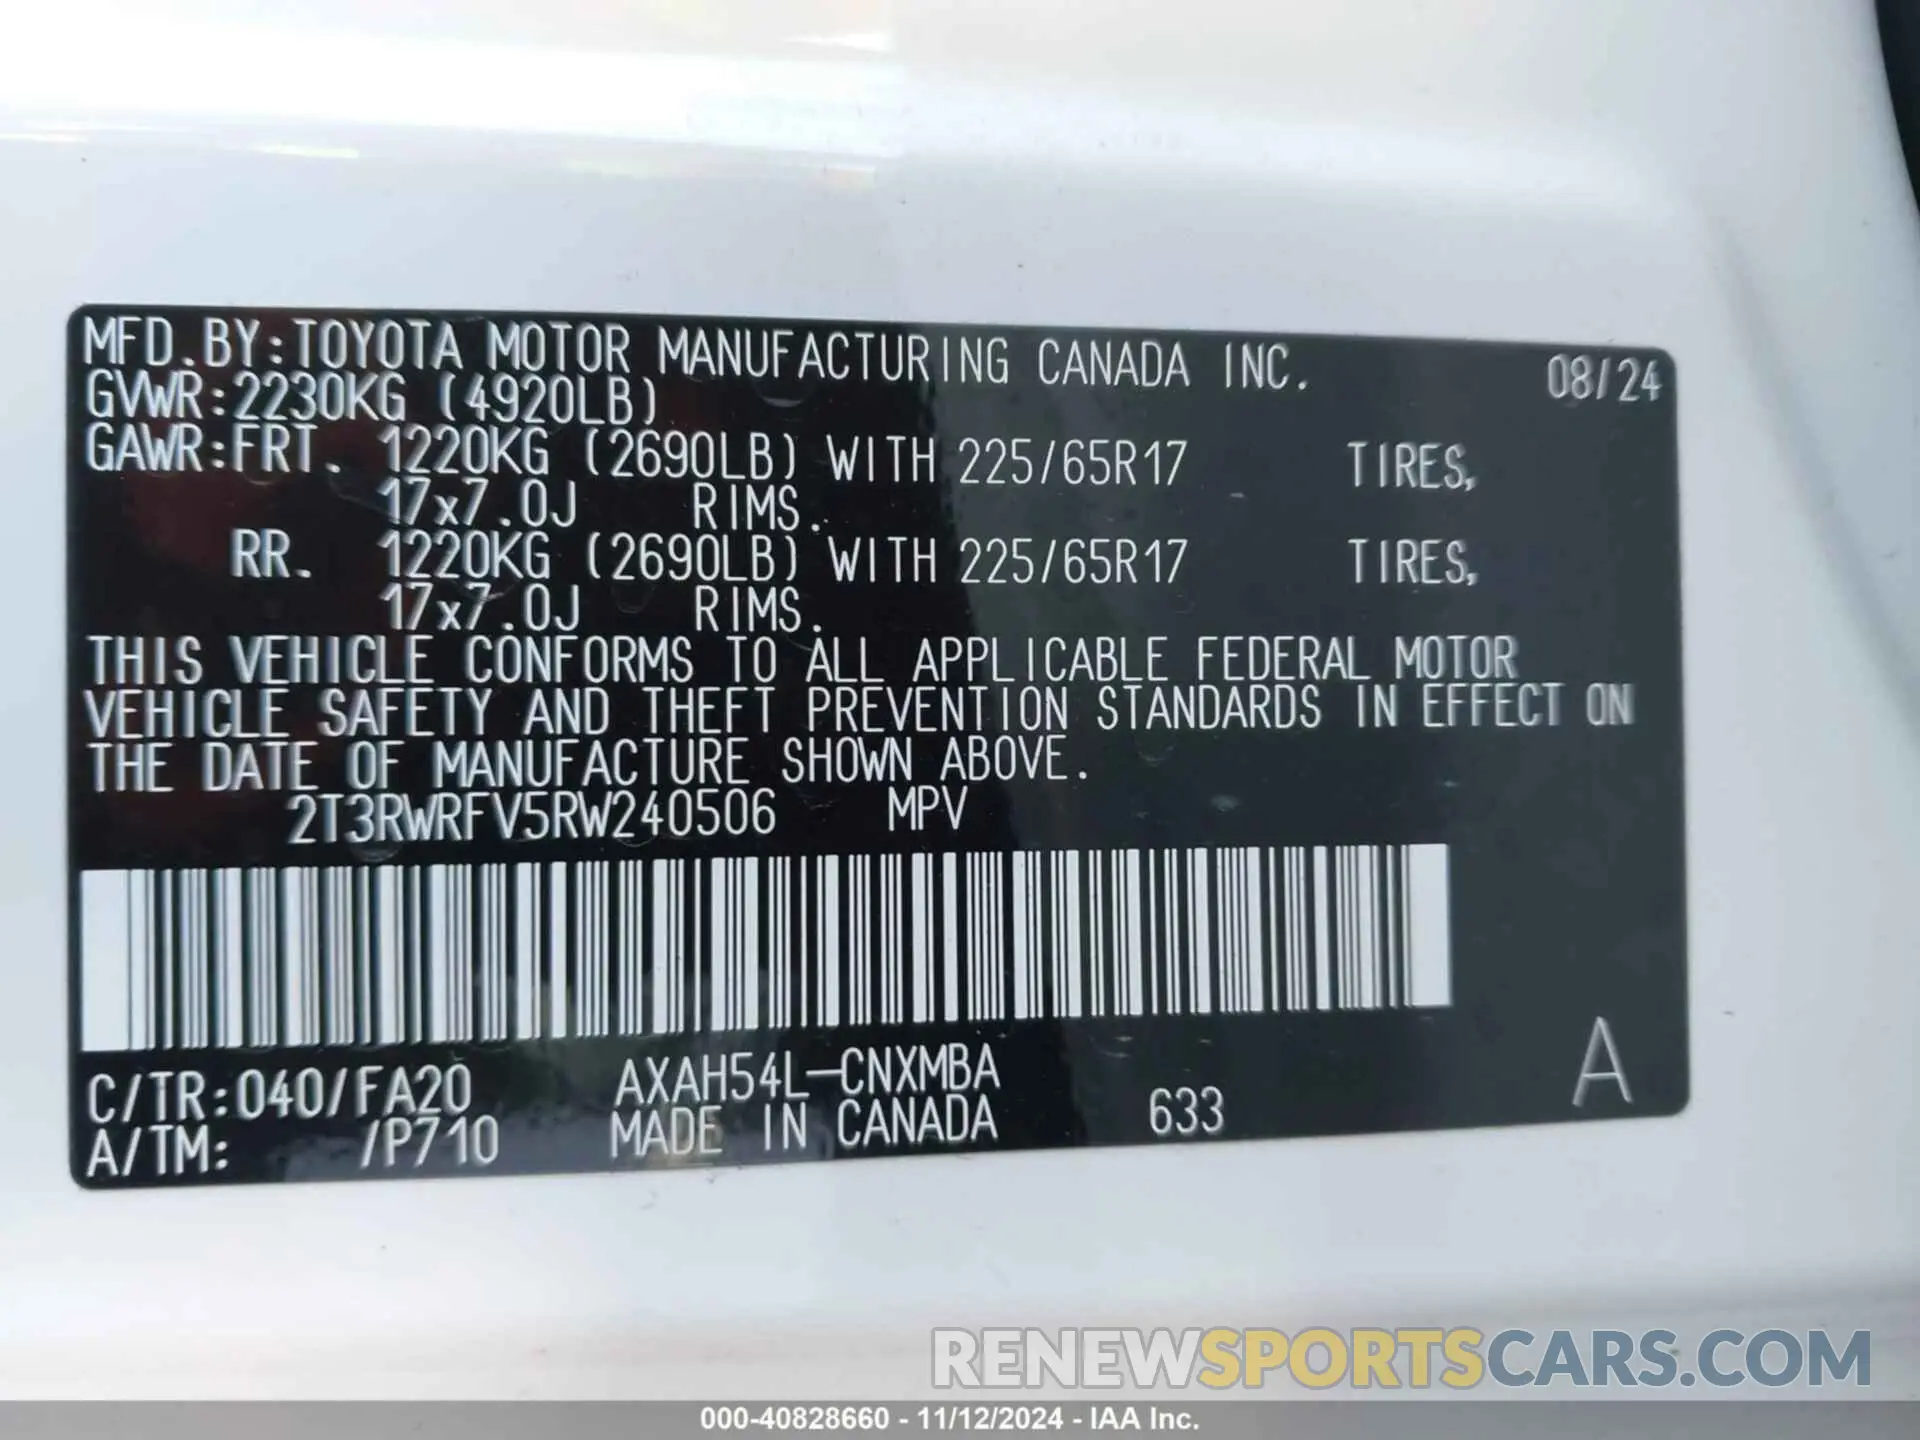 MFD.BY:TOYOTA MOTOR MANUFACTURING CANADA INC. 08/24
GVWR:2230KG (4920LB)
GAWR:FRT. 1220KG (2690LB) WITH 225/65R17 TIRES,
17x7.0J RIMS.
RR. 1220KG (2690LB) WITH 225/65R17 TIRES,
17x7.0J RIMS.
THIS VEHICLE CONFORMS TO ALL APPLICABLE FEDERAL MOTOR
VEHICLE SAFETY AND THEFT PREVENTION STANDARDS IN EFFECT ON
THE DATE OF MANUFACTURE SHOWN ABOVE.
2T3RWRFV5RW240506 MPV
C/TR:040/FA20 AXAH54L-CNXMBA
A/TM: /P710 MADE IN CANADA 633 A
RENEWSPORTSCARS.COM
000-40828660 - 11/12/2024 - IAA Inc.